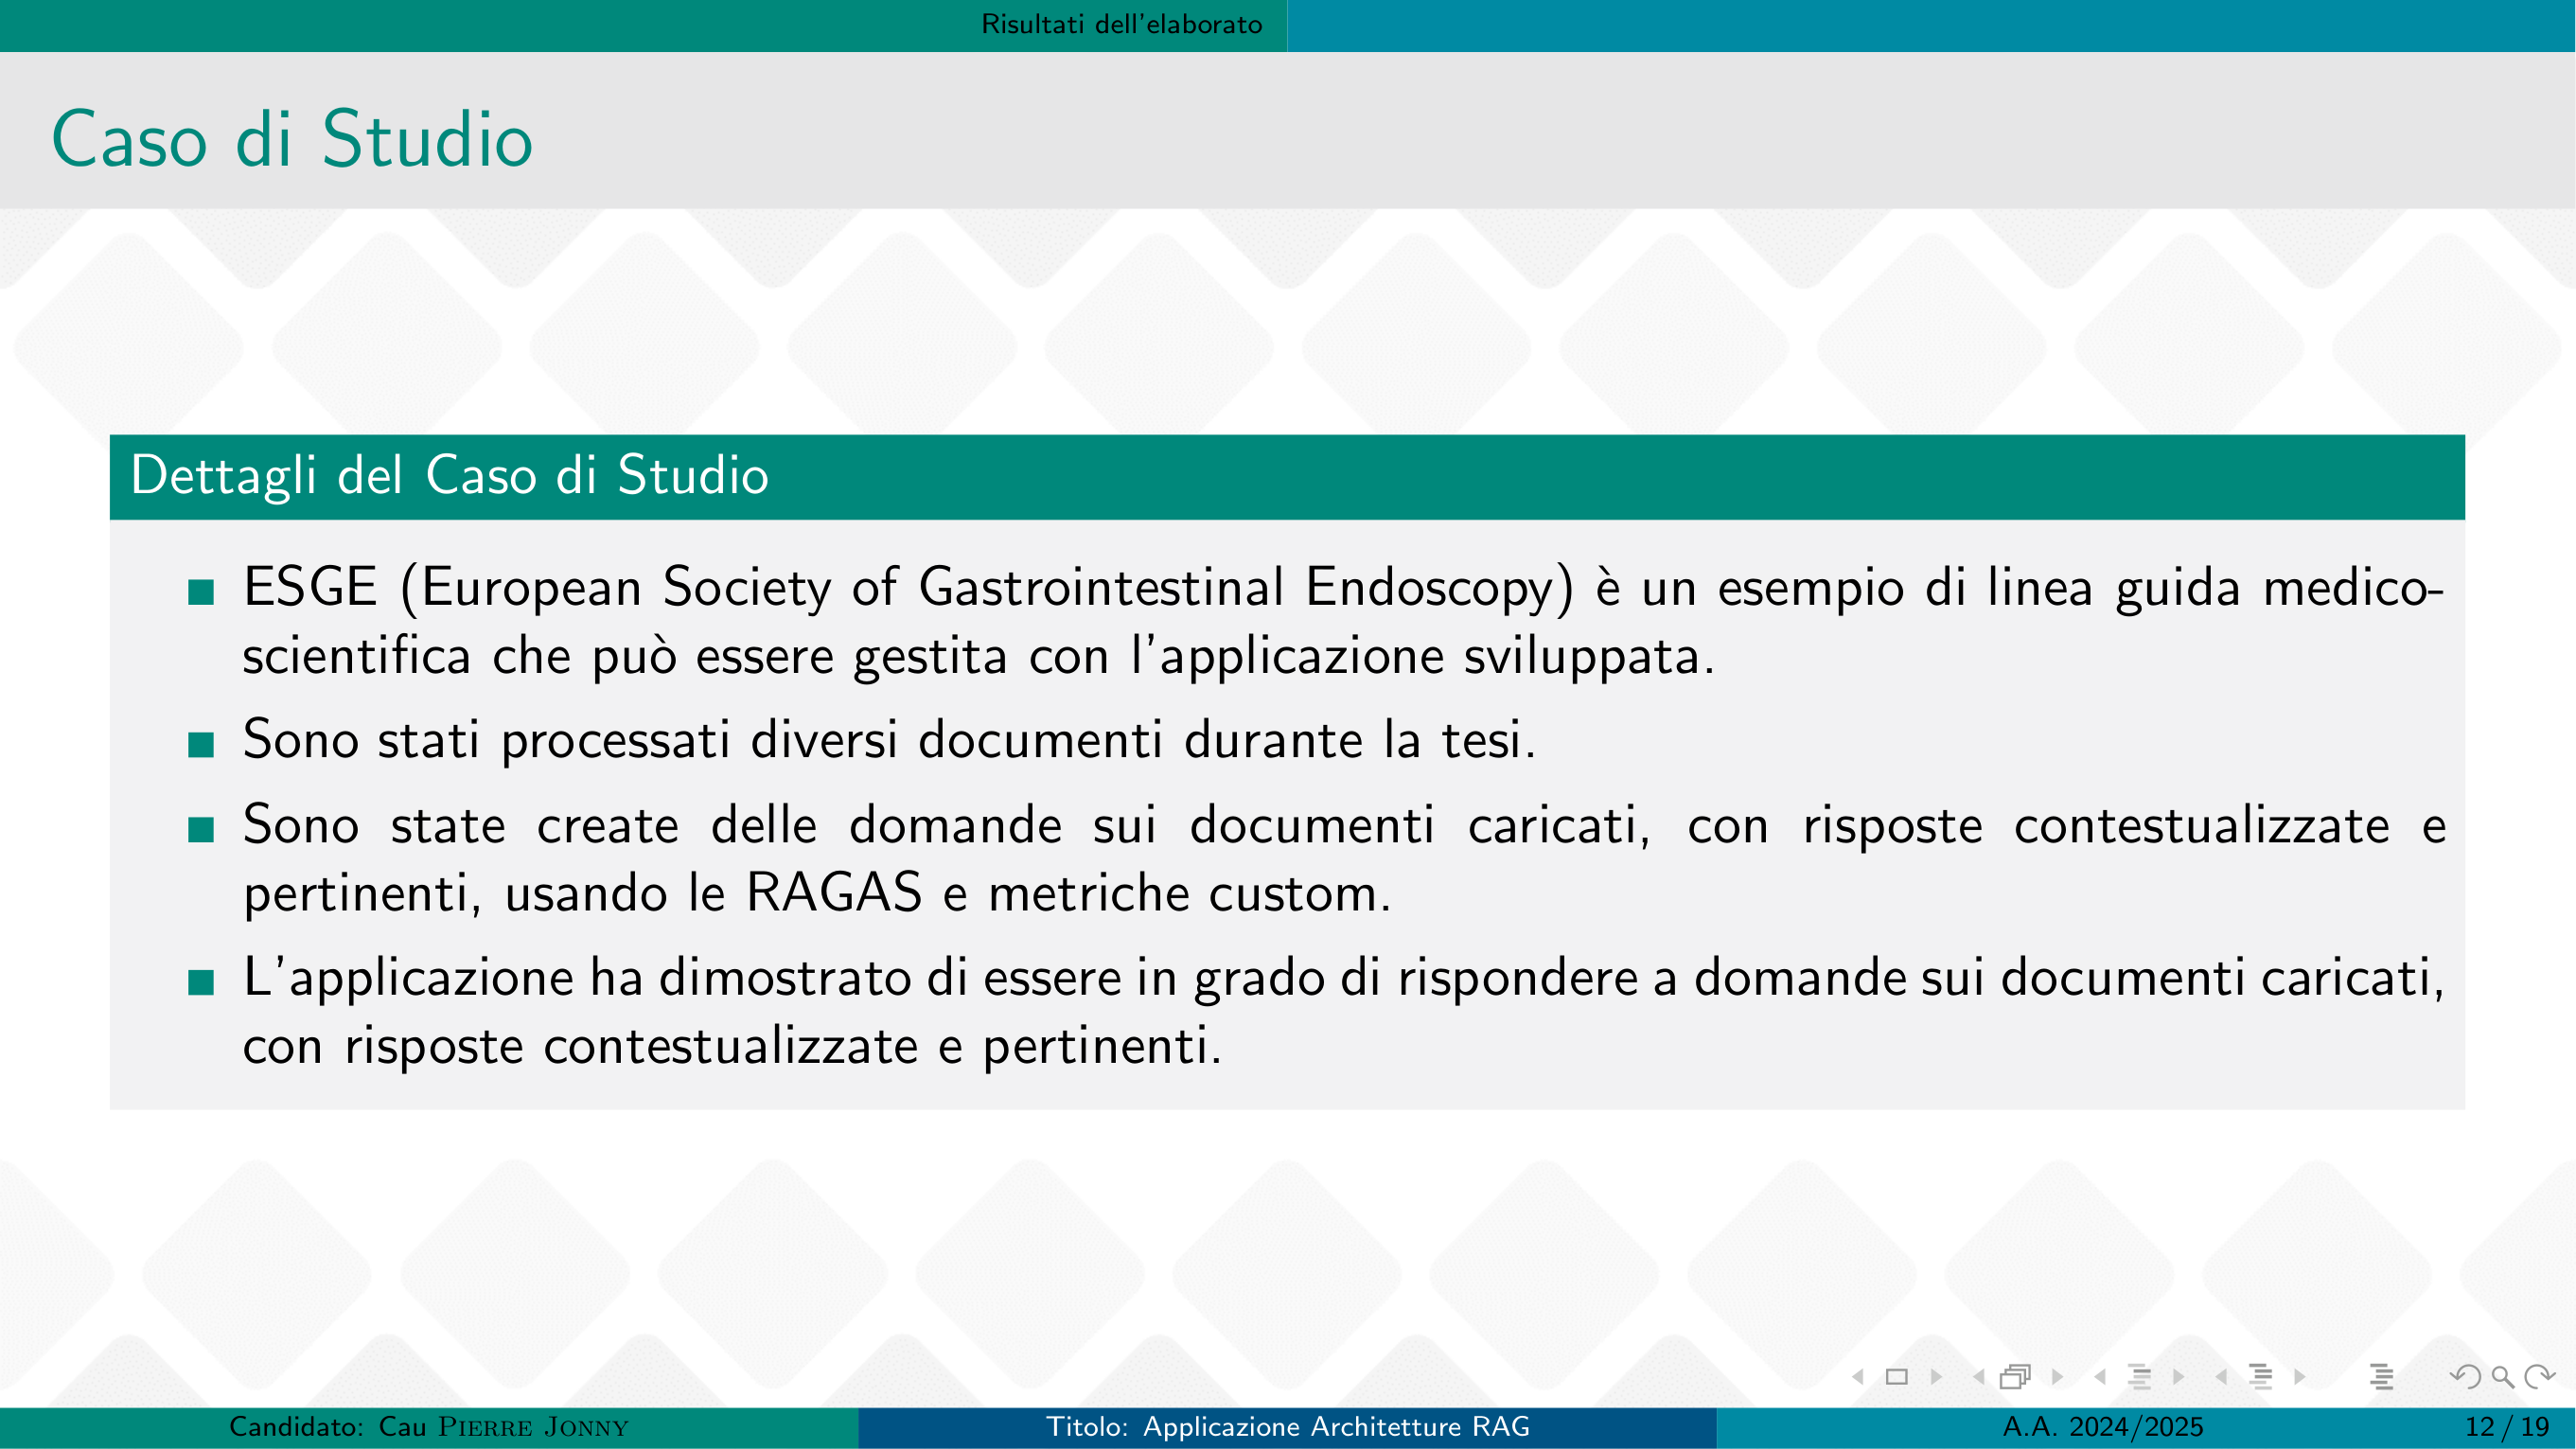 Risultati dell'elaborato
Caso di Studio
Dettagli del Caso di Studio
ESGE (European Society of Gastrointestinal Endoscopy) è un esempio di linea guida medico-
scientifica che può essere gestita con l'applicazione sviluppata.
Sono stati processati diversi documenti durante la tesi.
Sono state create delle domande sui documenti caricati, con risposte contestualizzate e
pertinenti, usando le RAGAS e metriche custom.
L'applicazione ha dimostrato di essere in grado di rispondere a domande sui documenti caricati,
con risposte contestualizzate e pertinenti.
Candidato: Cau Pierre Jonny
Titolo: Applicazione Architetture RAG
A.A. 2024/2025
12 / 19